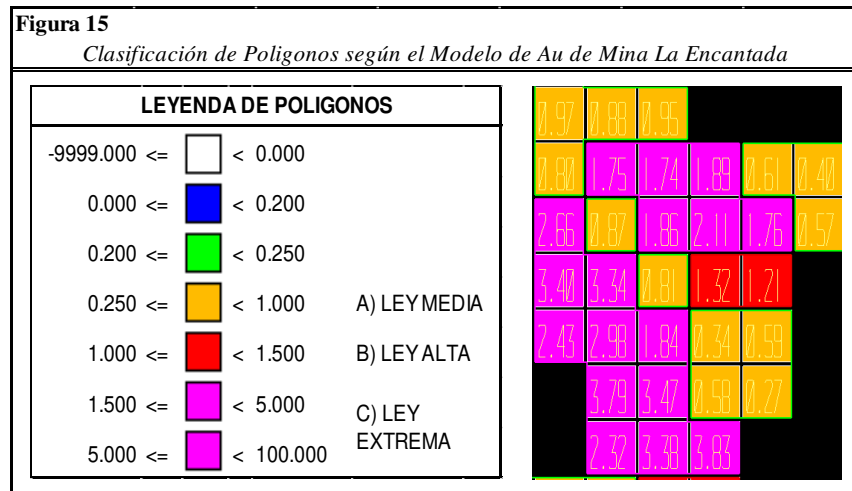 Figura 15
Clasificación de Poligonos según el Modelo de Au de Mina La Encantada
LEYENDA DE POLIGONOS
-9999.000 <= < 0.000
0.000 <= < 0.200
0.200 <= < 0.250
0.250 <= < 1.000 A) LEY MEDIA
1.000 <= < 1.500 B) LEY ALTA
1.500 <= < 5.000 C) LEY
5.000 <= < 100.000 EXTREMA
0.97 0.88 0.95
0.80 1.75 1.74 1.89 0.61 0.40
2.66 0.87 1.86 2.11 1.76 0.57
3.40 3.34 0.81 1.32 1.21
2.43 2.98 1.84 0.34 0.59
3.79 3.47 0.58 0.27
2.32 3.38 3.83